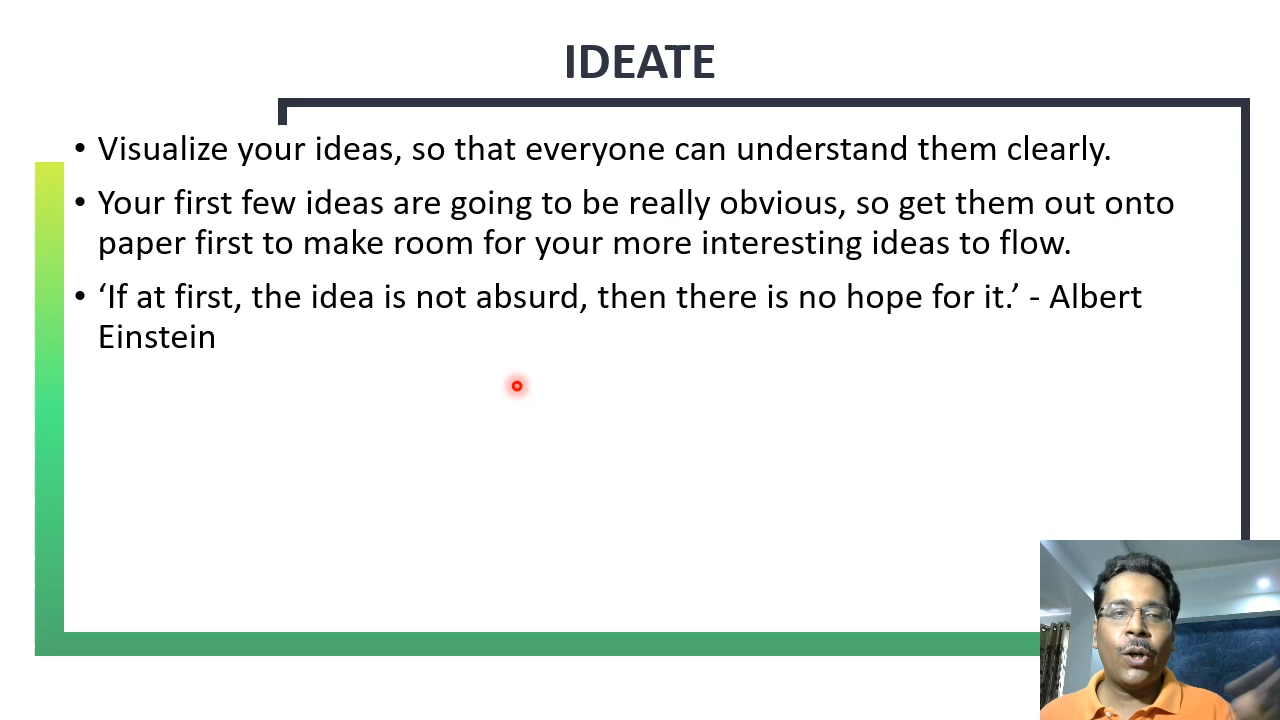 IDEATE
• Visualize your ideas, so that everyone can understand them clearly.
• Your first few ideas are going to be really obvious, so get them out onto
paper first to make room for your more interesting ideas to flow.
• ‘If at first, the idea is not absurd, then there is no hope for it.’ - Albert
Einstein